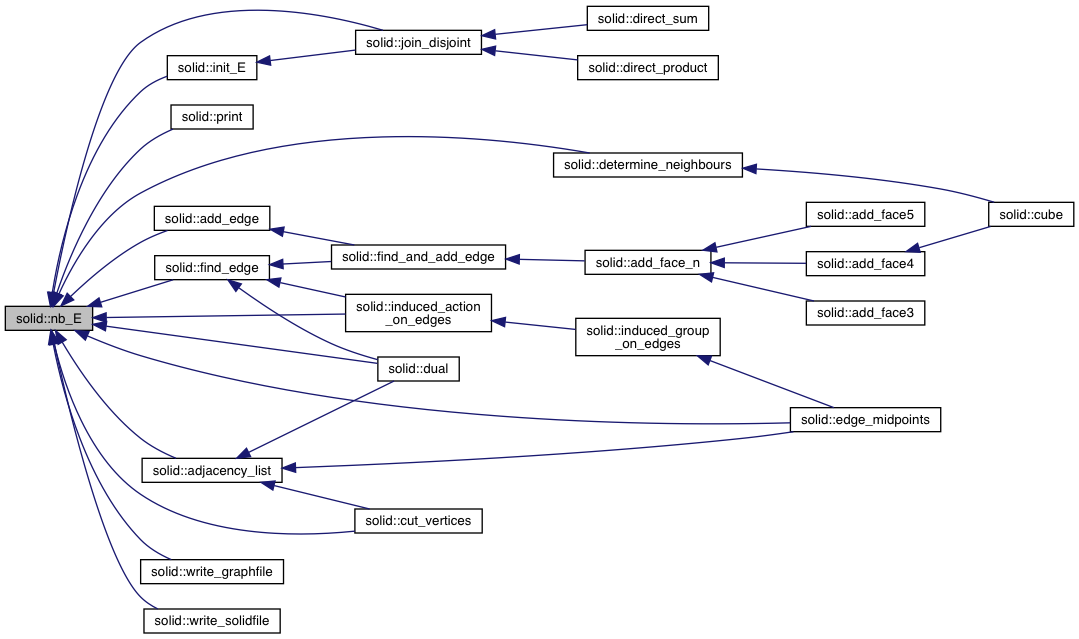 solid::direct_sum
solid::join_disjoint
solid::init_E
solid::direct_product
solid::print
solid::determine_neighbours
solid::add_edge
solid::add_face5
solid::cube
solid::find_and_add_edge
solid::find_edge
solid::add_face_n
solid::add_face4
solid::induced_action
_on_edges
solid::add_face3
solid::nb_E
solid::induced_group
_on_edges
solid::dual
solid::edge_midpoints
solid::adjacency_list
solid::cut_vertices
solid::write_graphfile
solid::write_solidfile